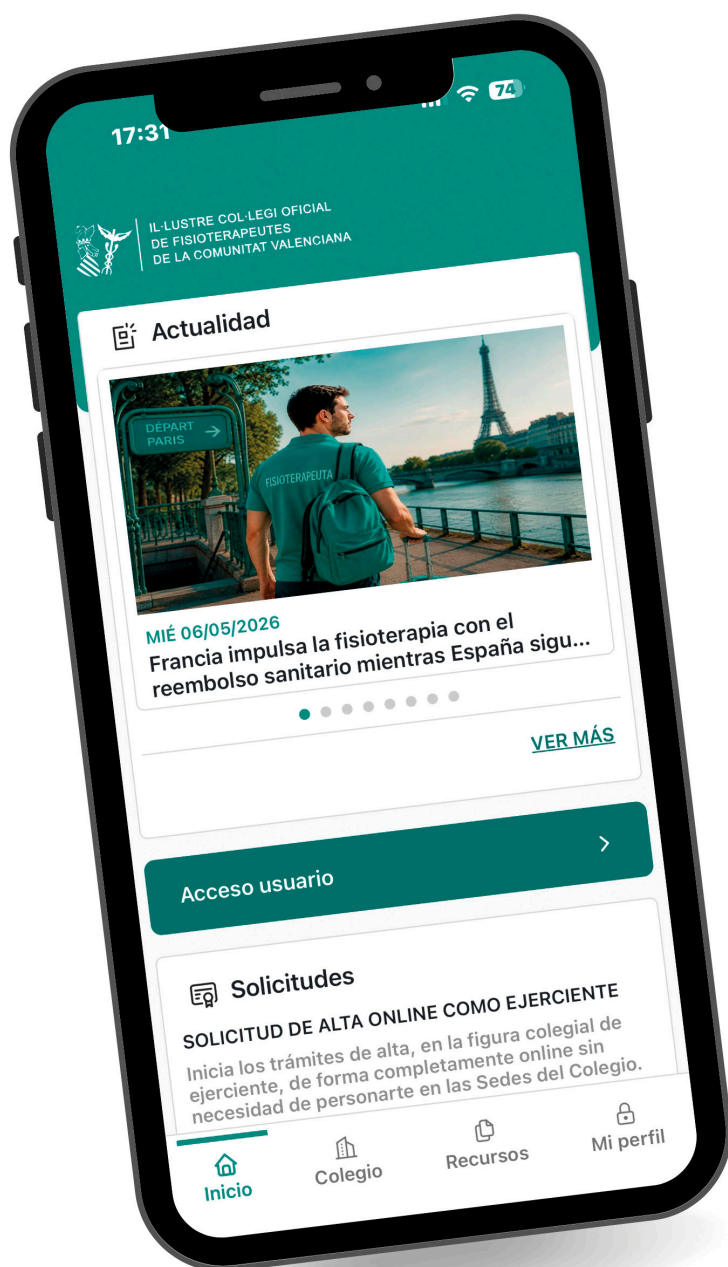 17:31
74
IL·LUSTRE COL·LEGI OFICIAL
DE FISIOTERAPEUTES
DE LA COMUNITAT VALENCIANA
Actualidad
DÉPART
PARIS
FISIOTERAPEUTA
MIÉ 06/05/2026
Francia impulsa la fisioterapia con el
reembolso sanitario mientras España sigu...
VER MÁS
Acceso usuario
Solicitudes
SOLICITUD DE ALTA ONLINE COMO EJERCIENTE
Inicia los trámites de alta, en la figura colegial de
ejerciente, de forma completamente online sin
necesidad de personarte en las Sedes del Colegio.
Inicio
Colegio
Recursos
Mi perfil